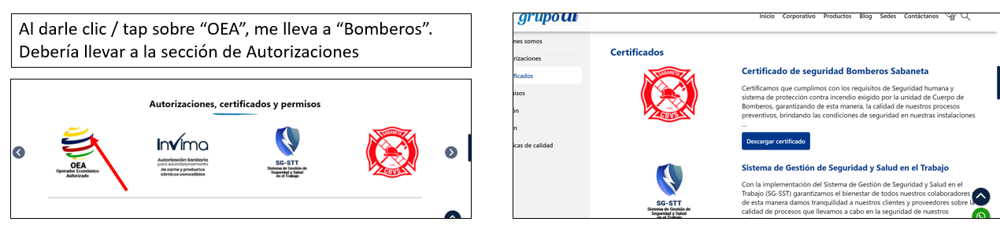 Al darle clic / tap sobre “OEA”, me lleva a “Bomberos”.
Debería llevar a la sección de Autorizaciones
Autorizaciones, certificados y permisos
OEA
Operador Económico
Autorizado
invima
Autorización Sanitaria
para Acondicionamiento
de carne y productos
cárnicos comestibles
SG-STT
Sistema de Gestión de
Seguridad y Salud
en el Trabajo
SABANETA
CBVS
grupo al
Inicio Corporativo Productos Blog Sedes Contáctanos
nes somos
rizaciones
ificados
isos
ón
n
icas de calidad
Certificados
SABANETA
CBVS
Certificado de seguridad Bomberos Sabaneta
Certificamos que cumplimos con los requisitos de Seguridad humana y
sistema de protección contra incendio exigido por la unidad de Cuerpo de
Bomberos, garantizando de esta manera, la calidad de nuestros procesos
preventivos, brindando las condiciones de seguridad en nuestras instalaciones
...
Descargar certificado
SG-STT
Sistema de Gestión de
Seguridad y Salud
en el Trabajo
Sistema de Gestión de Seguridad y Salud en el Trabajo
Con la implementación del Sistema de Gestión de Seguridad y Salud en el
Trabajo (SG-SST) garantizamos el bienestar de todos nuestros colaboradores
de esta manera damos tranquilidad a nuestros clientes y proveedores sobre la
calidad de procesos que llevamos a cabo en la seguridad de nuestros